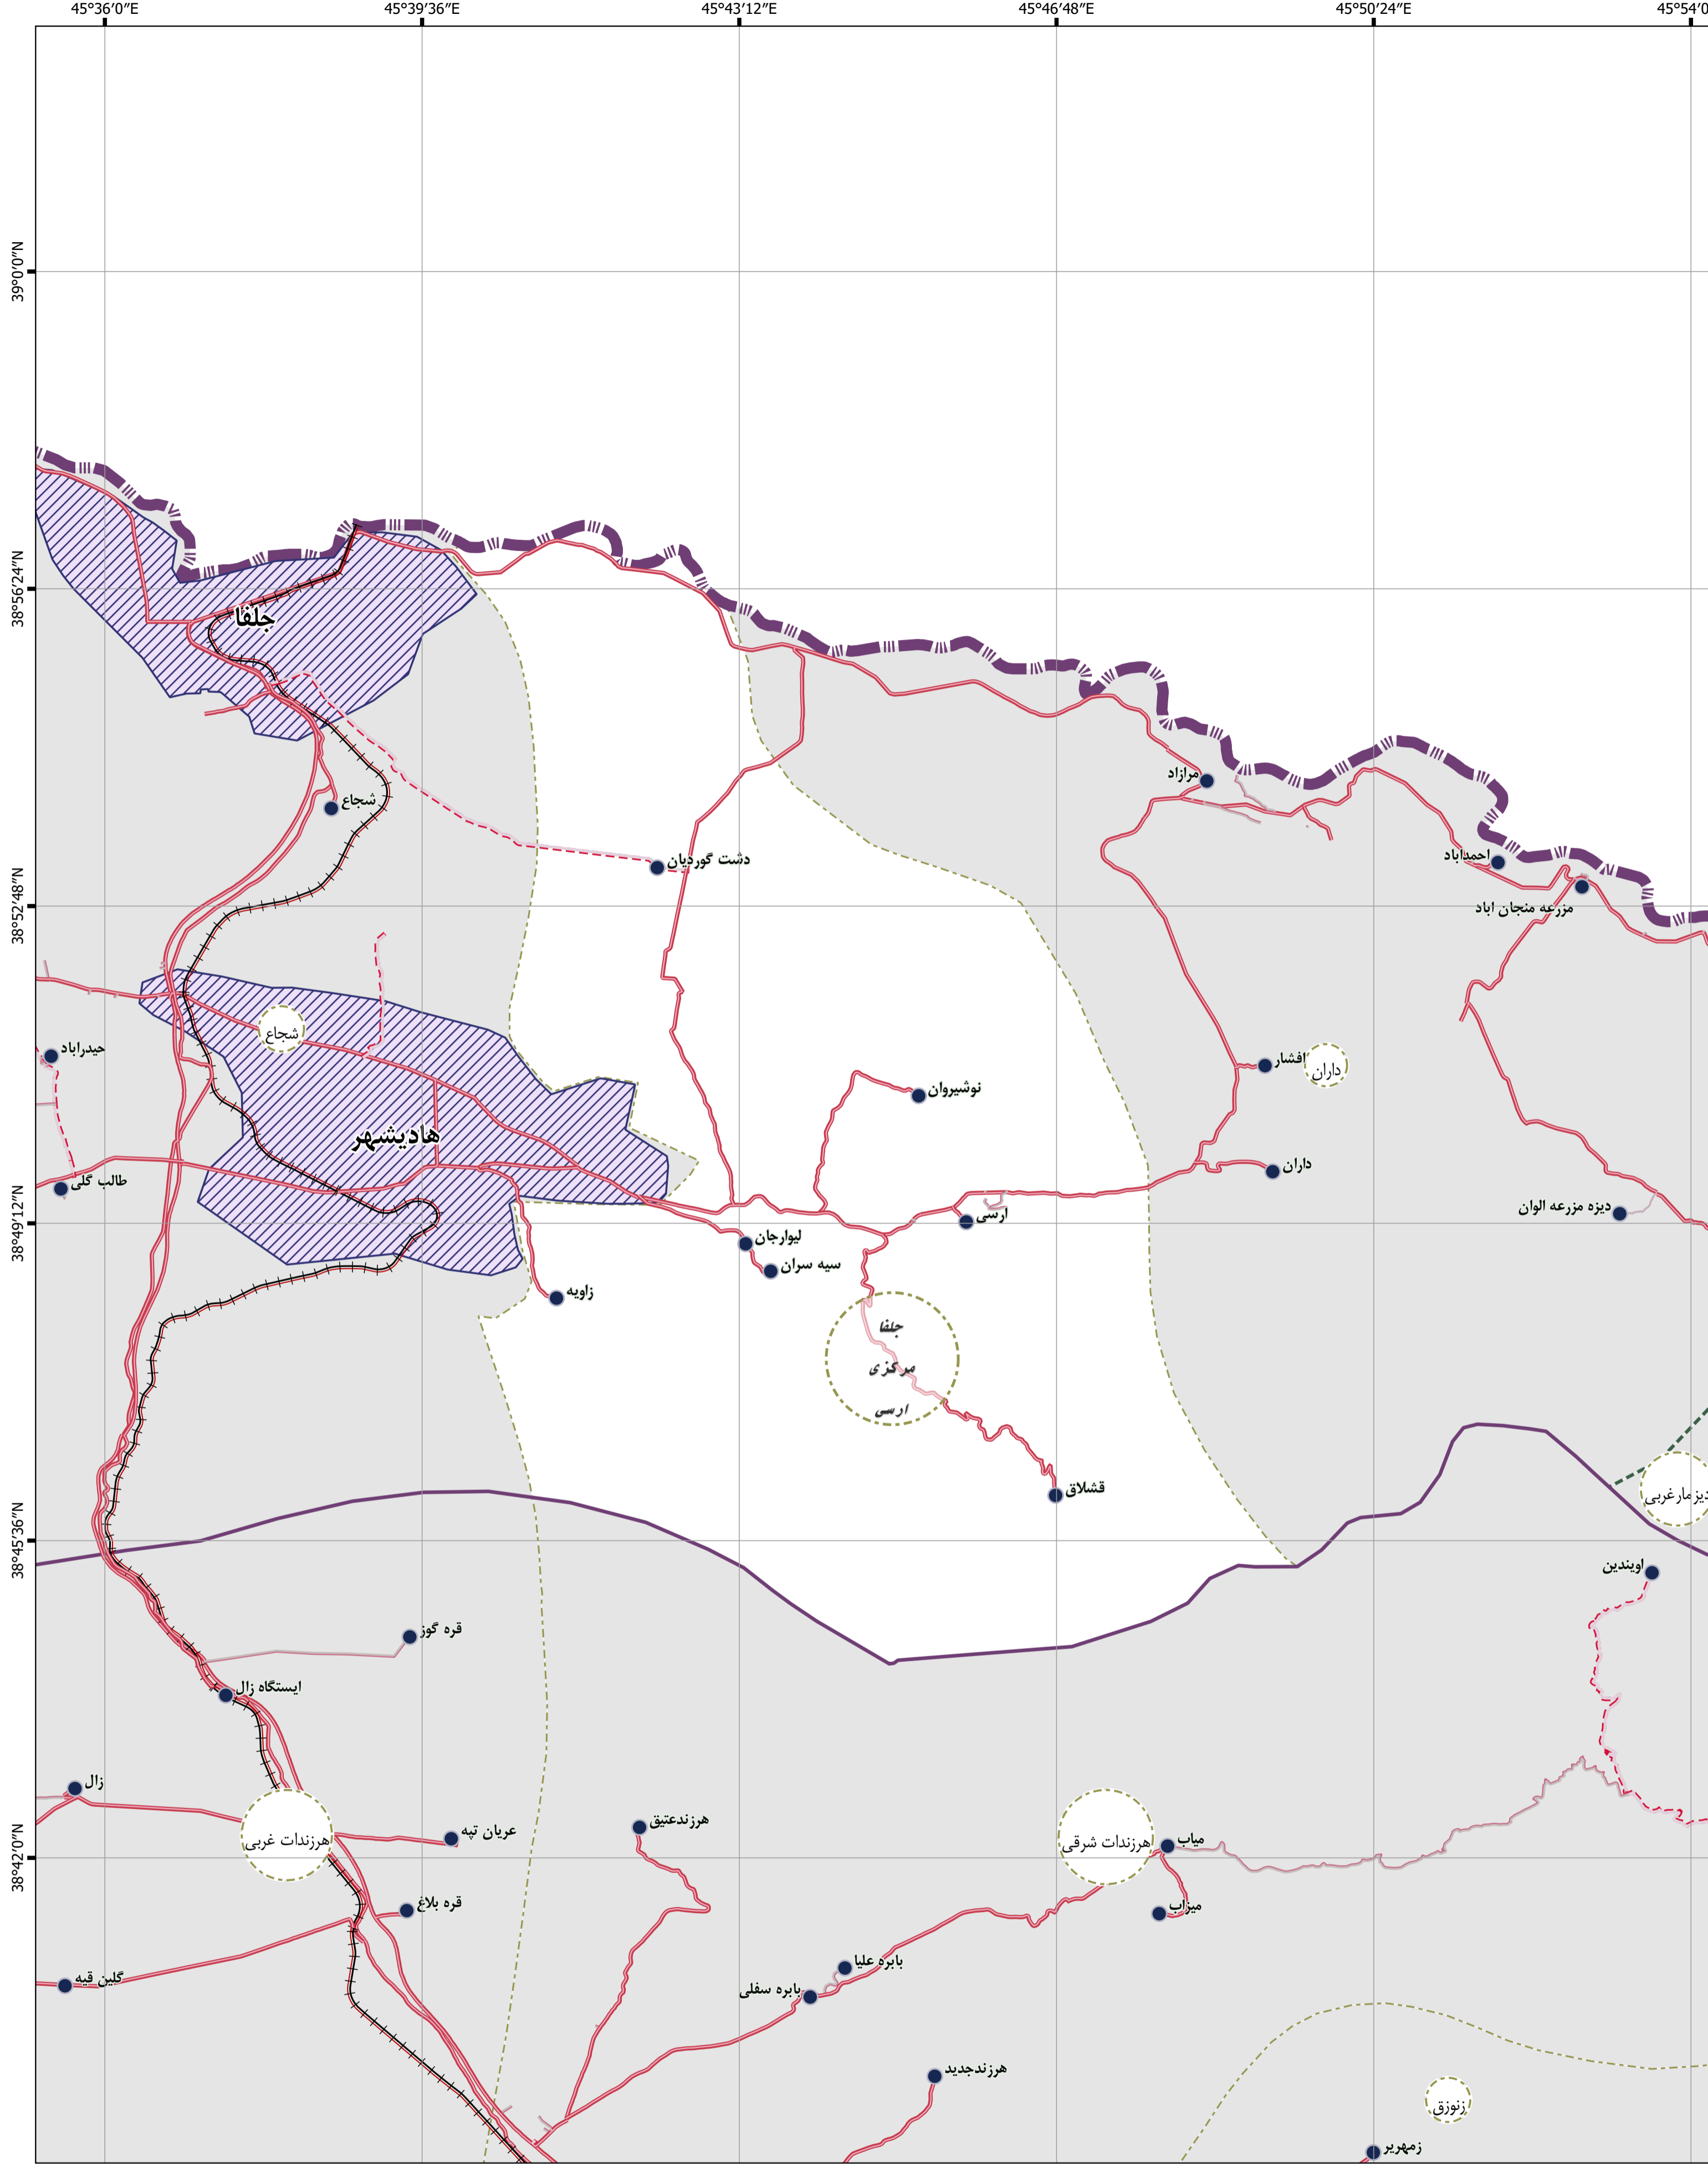 45°36'0"E
45°39'36"E
45°43'12"E
45°46'48"E
45°50'24"E
45°54'0
39°0'0"N
38°56'24"N
جلفا
مرازاد
شجاع
دشت گوردیان
احمداباد
38°52'48"N
مزرعه منجان اباد
شجاع
حیدراباد
افشار
داران
نوشیروان
هادیشهر
داران
طالب گلی
دیزه مزرعه الوان
ارسی
38°49'12"N
لیوارجان
سیه سران
زاویه
جلفا
مرکزی
ارسی
قشلاق
دیزمارغربی
38°45'36"N
اویندین
قره گوز
ایستگاه زال
زال
هرزندعتیق
عریان تپه
هرزندات غربی
هرزندات شرقی
میاب
38°42'0"N
قره بلاغ
میزاب
بابره علیا
گلین قیه
بابره سفلی
هرزندجدید
زنوزق
زمهریر